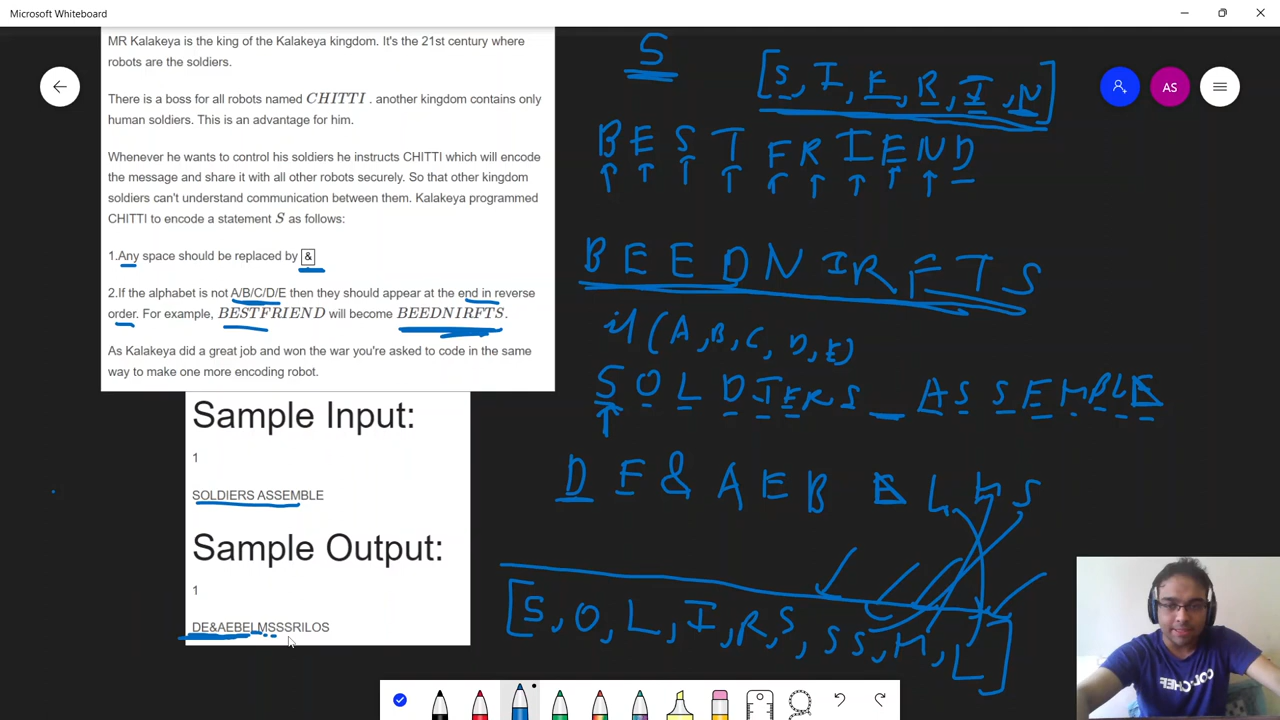 Microsoft Whiteboard
MR Kalakeya is the king of the Kalakeya kingdom. It's the 21st century where
robots are the soldiers.
There is a boss for all robots named CHITTI . another kingdom contains only
human soldiers. This is an advantage for him.
Whenever he wants to control his soldiers he instructs CHITTI which will encode
the message and share it with all other robots securely. So that other kingdom
soldiers can't understand communication between them. Kalakeya programmed
CHITTI to encode a statement S as follows:
1.Any space should be replaced by &
2.If the alphabet is not A/B/C/D/E then they should appear at the end in reverse
order. For example, BESTFRIEND will become BEEDNIRFTS.
As Kalakeya did a great job and won the war you're asked to code in the same
way to make one more encoding robot.
Sample Input:
1
SOLDIERS ASSEMBLE
Sample Output:
1
DE&AEBELMSSSRILOS
S
[S, T, F, R, I, N]
B E S T F R I E N D
B E E D N I R F T S
if (A, B, C, D, E)
S O L D I E R S _ A S S E M B L E
D E & A E B E L M S
[S, O, L, I, R, S, S S, M, L]
AS
COD CHEF